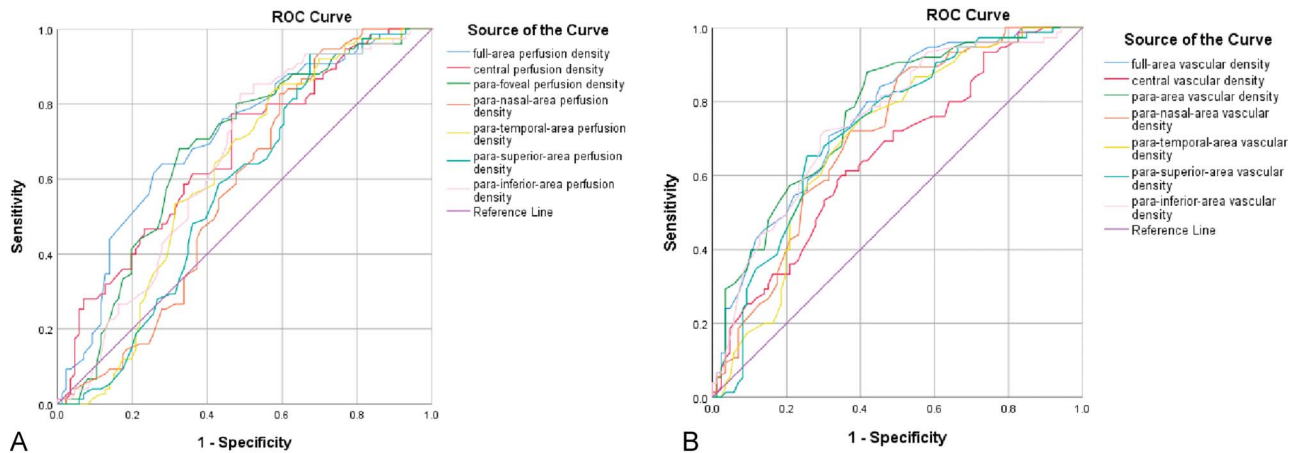 ROC Curve
Source of the Curve
full-area perfusion density
central perfusion density
para-foveal perfusion density
para-nasal-area perfusion
density
para-temporal-area perfusion
density
para-superior-area perfusion
density
para-inferior-area perfusion
density
Reference Line
Sensitivity
1.0
0.8
0.6
0.4
0.2
0.0
0.0 0.2 0.4 0.6 0.8 1.0
1 - Specificity
A
ROC Curve
Source of the Curve
full-area vascular density
central vascular density
para-area vascular density
para-nasal-area vascular
density
para-temporal-area vascular
density
para-superior-area vascular
density
para-inferior-area vascular
density
Reference Line
Sensitivity
1.0
0.8
0.6
0.4
0.2
0.0
0.0 0.2 0.4 0.6 0.8 1.0
1 - Specificity
B